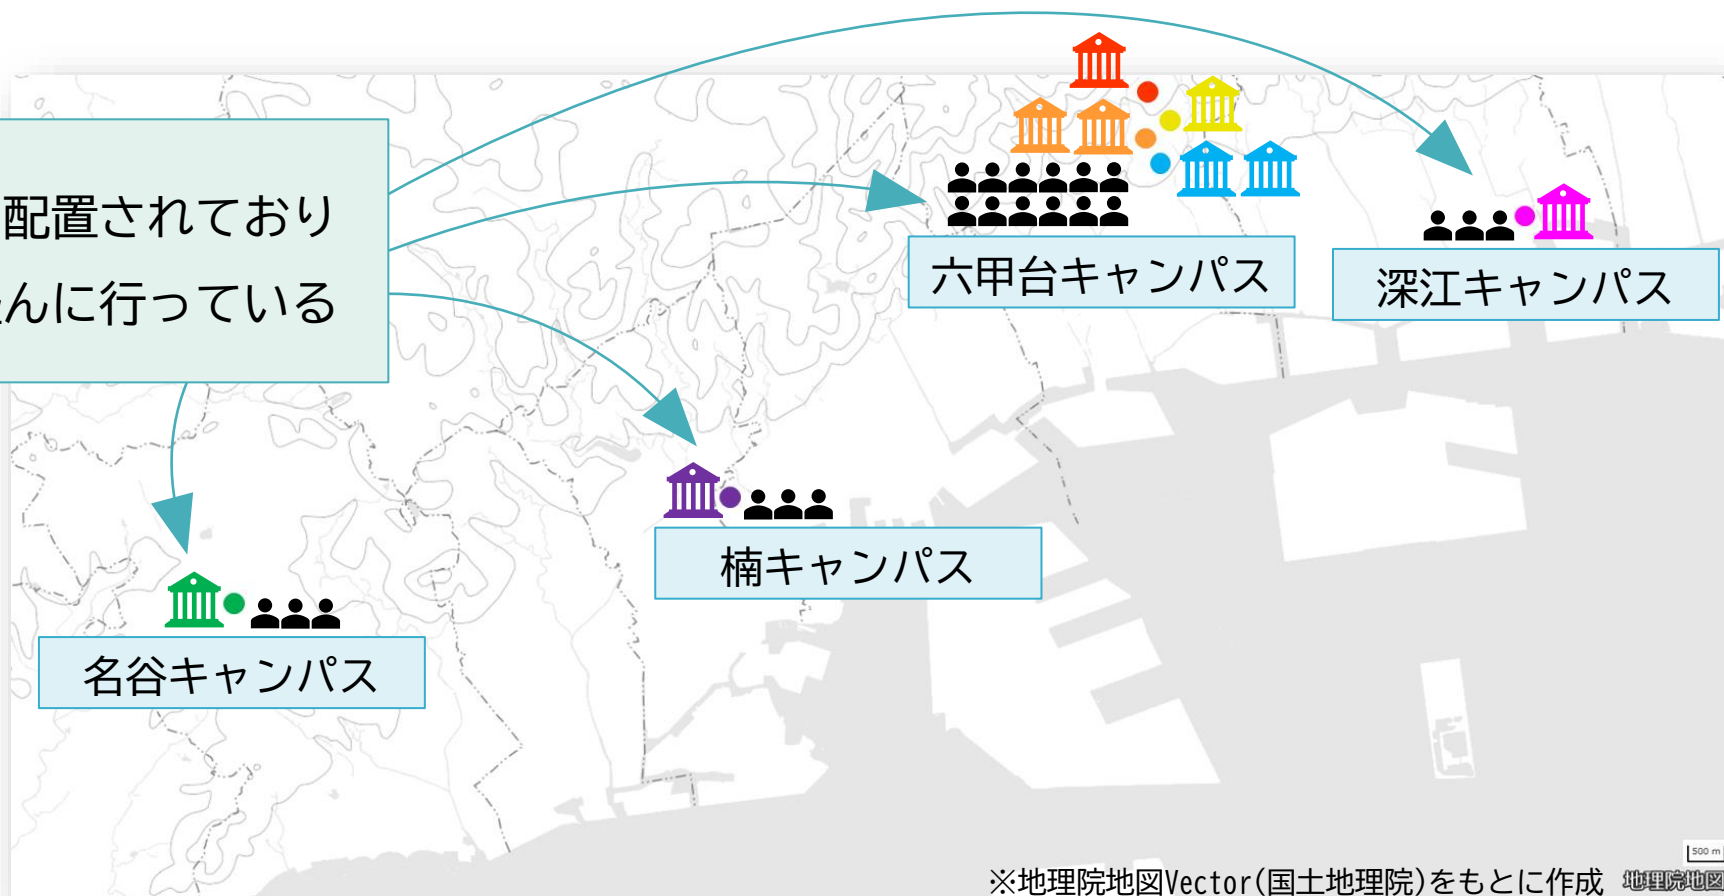 配置されており
んに行っている
六甲台キャンパス
深江キャンパス
楠キャンパス
名谷キャンパス
500 m
※地理院地図Vector(国土地理院)をもとに作成
地理院地図